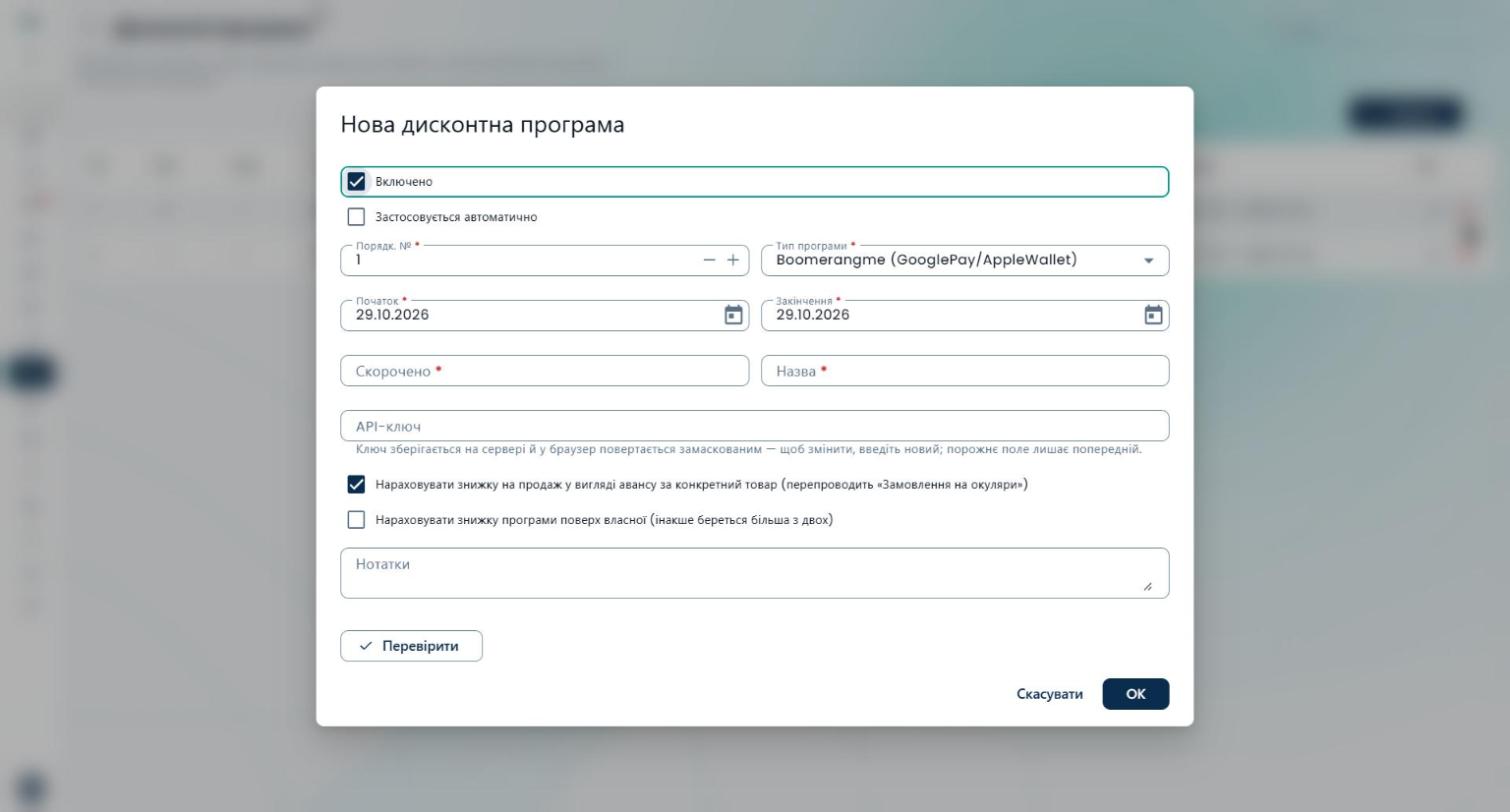 Нова дисконтна програма
Включено
Застосовується автоматично
Порядк. № *
1
Тип програми *
Boomerangme (GooglePay/AppleWallet)
Початок *
29.10.2026
Закінчення *
29.10.2026
Скорочено *
Назва *
API-ключ
Ключ зберігається на сервері й у браузер повертається замаскованим — щоб змінити, введіть новий; порожнє поле лишає попередній.
Нараховувати знижку на продаж у вигляді авансу за конкретний товар (перепроводить «Замовлення на окуляри»)
Нараховувати знижку програми поверх власної (інакше береться більша з двох)
Нотатки
Перевірити
Скасувати
ОК